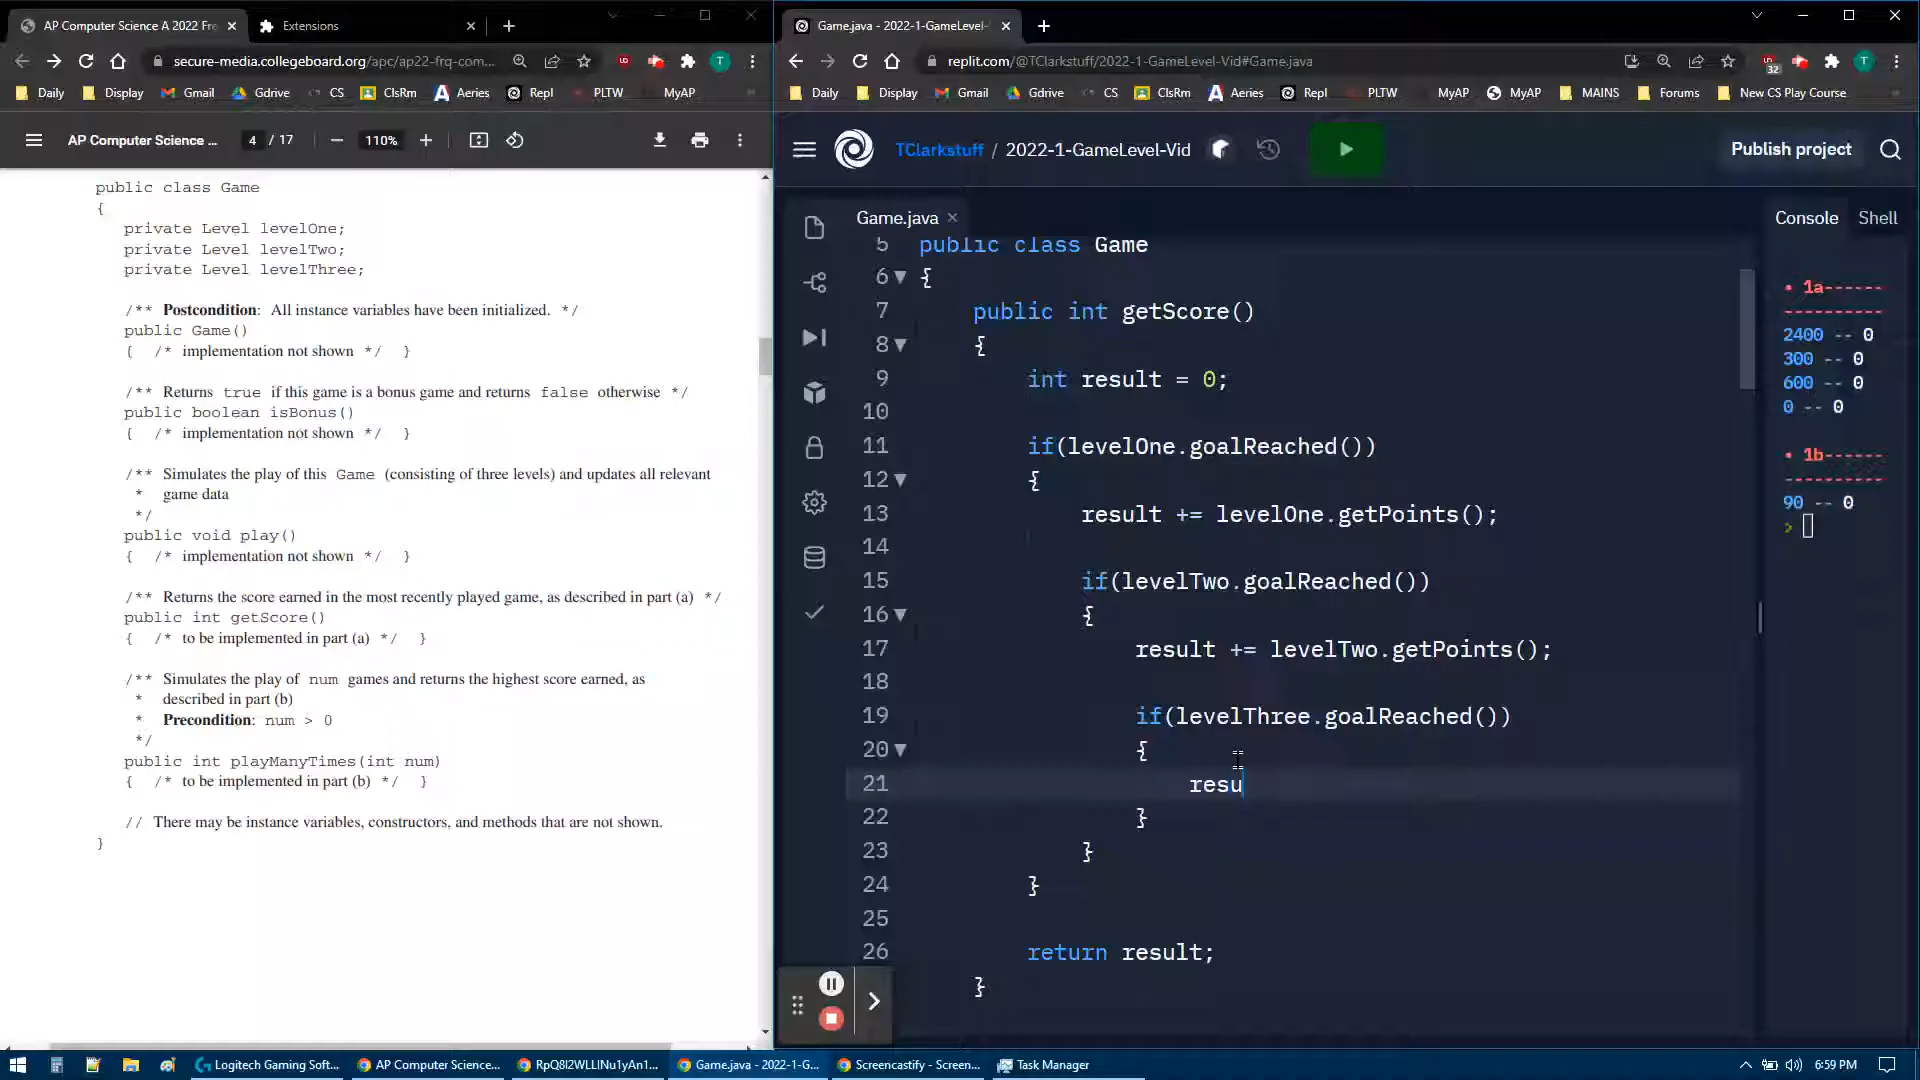 AP Computer Science A 2022 Fre
Extensions
secure-media.collegeboard.org/apc/ap22-frq-com...
Daily Display Gmail Gdrive CS ClsRm Aeries Repl PLTW MyAP
AP Computer Science ... 4 / 17 110%
public class Game
{
private Level levelOne;
private Level levelTwo;
private Level levelThree;
/** Postcondition: All instance variables have been initialized. */
public Game()
{ /* implementation not shown */ }
/** Returns true if this game is a bonus game and returns false otherwise */
public boolean isBonus()
{ /* implementation not shown */ }
/** Simulates the play of this Game (consisting of three levels) and updates all relevant
* game data
*/
public void play()
{ /* implementation not shown */ }
/** Returns the score earned in the most recently played game, as described in part (a) */
public int getScore()
{ /* to be implemented in part (a) */ }
/** Simulates the play of num games and returns the highest score earned, as
* described in part (b)
* Precondition: num > 0
*/
public int playManyTimes(int num)
{ /* to be implemented in part (b) */ }
// There may be instance variables, constructors, and methods that are not shown.
}
Game.java - 2022-1-GameLevel-
replit.com/@TClarkstuff/2022-1-GameLevel-Vid#Game.java
Daily Display Gmail Gdrive CS ClsRm Aeries Repl PLTW MyAP MyAP MAINS Forums New CS Play Course
TClarkstuff / 2022-1-GameLevel-Vid
Publish project
Game.java
5 public class Game
6 {
7 public int getScore()
8 {
9 int result = 0;
10
11 if(levelOne.goalReached())
12 {
13 result += levelOne.getPoints();
14
15 if(levelTwo.goalReached())
16 {
17 result += levelTwo.getPoints();
18
19 if(levelThree.goalReached())
20 {
21 resu
22 }
23 }
24 }
25
26 return result;
}
Console Shell
• 1a------
-----------
2400 -- 0
300 -- 0
600 -- 0
0 -- 0
• 1b------
-----------
90 -- 0
>
Logitech Gaming Soft... AP Computer Science... RpQ8l2WLLlNu1yAn1... Game.java - 2022-1-G... Screencastify - Screen... Task Manager 6:59 PM